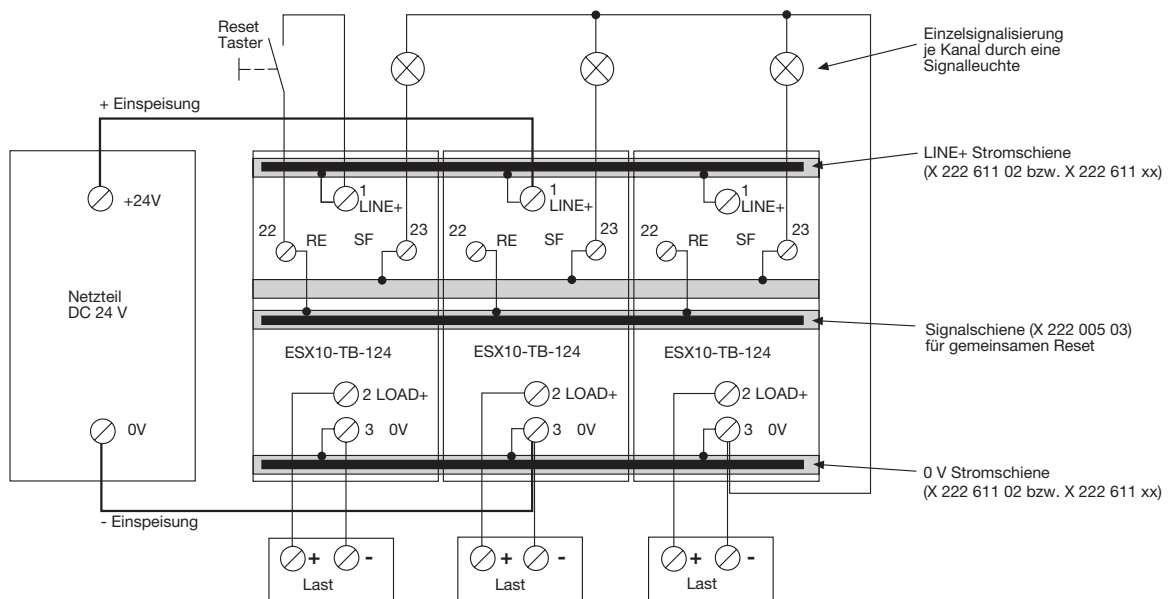 Reset
Taster
Einzelsignalisierung
je Kanal durch eine
Signalleuchte
+ Einspeisung
LINE+ Stromschiene
(X 222 611 02 bzw. X 222 611 xx)
+24V
1
LINE+
1
LINE+
1
LINE+
22
RE
SF
23
22
RE
SF
23
22
RE
SF
23
Netzteil
DC 24 V
Signalschiene (X 222 005 03)
für gemeinsamen Reset
ESX10-TB-124
ESX10-TB-124
ESX10-TB-124
2 LOAD+
2 LOAD+
2 LOAD+
0V
3 0V
3 0V
3 0V
0 V Stromschiene
(X 222 611 02 bzw. X 222 611 xx)
- Einspeisung
+ -
Last
+ -
Last
+ -
Last